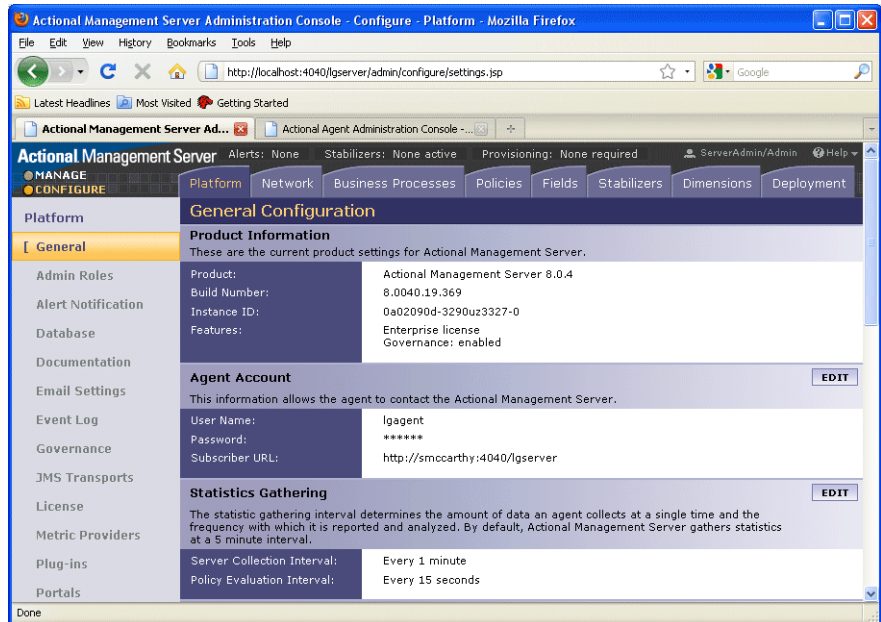 Actional Management Server Administration Console - Configure - Platform - Mozilla Firefox
File Edit View History Bookmarks Tools Help
http://localhost:4040/lgserver/admin/configure/settings.jsp
Google
Latest Headlines Most Visited Getting Started
Actional Management Server Ad...
Actional Agent Administration Console -...
Actional Management Server Alerts: None Stabilizers: None active Provisioning: None required ServerAdmin/Admin Help
MANAGE
CONFIGURE
Platform Network Business Processes Policies Fields Stabilizers Dimensions Deployment
Platform
[ General
Admin Roles
Alert Notification
Database
Documentation
Email Settings
Event Log
Governance
JMS Transports
License
Metric Providers
Plug-ins
Portals
General Configuration
Product Information
These are the current product settings for Actional Management Server.
Product: Actional Management Server 8.0.4
Build Number: 8.0040.19.369
Instance ID: 0a02090d-3290uz3327-0
Features: Enterprise license
Governance: enabled
Agent Account EDIT
This information allows the agent to contact the Actional Management Server.
User Name: lgagent
Password: ******
Subscriber URL: http://smccarthy:4040/lgserver
Statistics Gathering EDIT
The statistic gathering interval determines the amount of data an agent collects at a single time and the
frequency with which it is reported and analyzed. By default, Actional Management Server gathers statistics
at a 5 minute interval.
Server Collection Interval: Every 1 minute
Policy Evaluation Interval: Every 15 seconds
Done